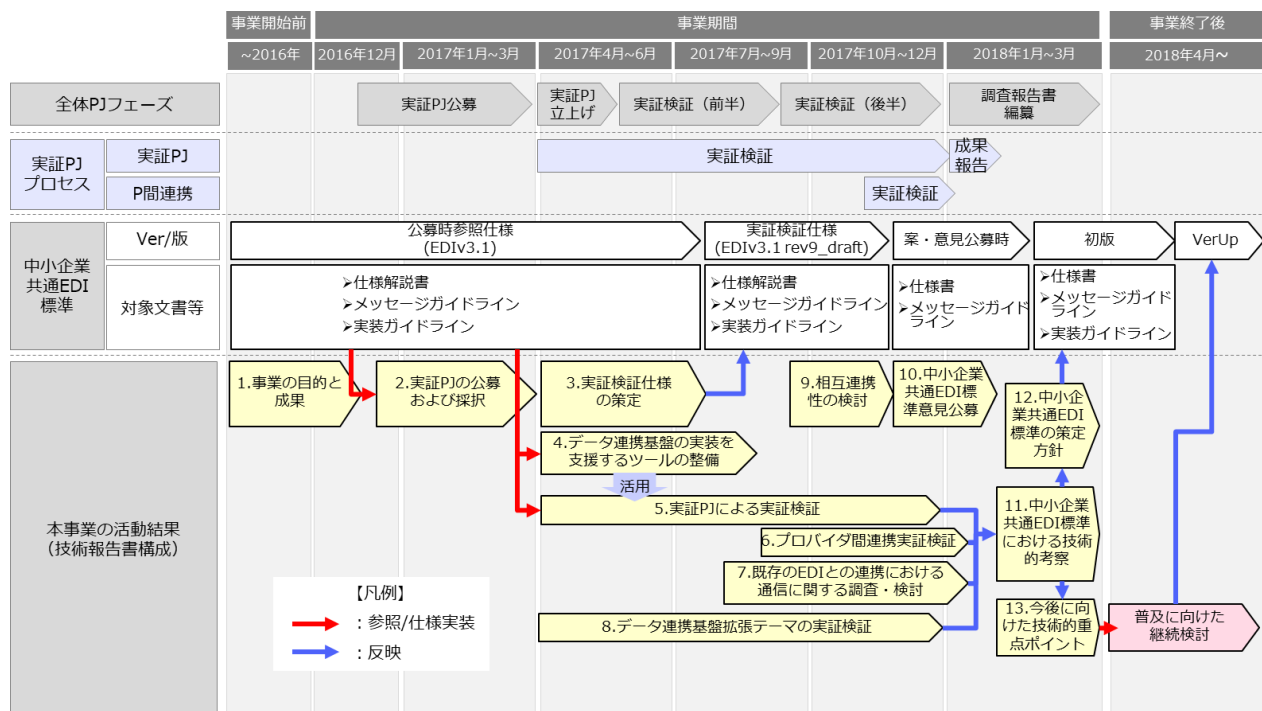 事業開始前
事業期間
事業終了後
~2016年
2016年12月
2017年1月~3月
2017年4月~6月
2017年7月~9月
2017年10月~12月
2018年1月~3月
2018年4月~
全体PJフェーズ
実証PJ公募
実証PJ
立上げ
実証検証（前半）
実証検証（後半）
調査報告書
編纂
実証PJ
プロセス
実証PJ
実証検証
成果
報告
P間連携
実証検証
中小企業
共通EDI
標準
Ver/版
公募時参照仕様
(EDIv3.1)
実証検証仕様
(EDIv3.1 rev9_draft)
案・意見公募時
初版
VerUp
対象文書等
➢仕様解説書
➢メッセージガイドライン
➢実装ガイドライン
➢仕様解説書
➢メッセージガイドライン
➢実装ガイドライン
➢仕様書
➢メッセージガイド
ライン
➢仕様書
➢メッセージガイド
ライン
➢実装ガイドライン
本事業の活動結果
（技術報告書構成）
1.事業の目的と
成果
2.実証PJの公募
および採択
3.実証検証仕様
の策定
9.相互連携
性の検討
10.中小企業
共通EDI標
準意見公募
12.中小企
業共通EDI
標準の策定
方針
4.データ連携基盤の実装を
支援するツールの整備
活用
5.実証PJによる実証検証
11.中小企業
共通EDI標準
における技術
的考察
6.プロバイダ間連携実証検証
7.既存のEDIとの連携における
通信に関する調査・検討
8.データ連携基盤拡張テーマの実証検証
13.今後に向
けた技術的重
点ポイント
普及に向けた
継続検討
【凡例】
：参照/仕様実装
：反映